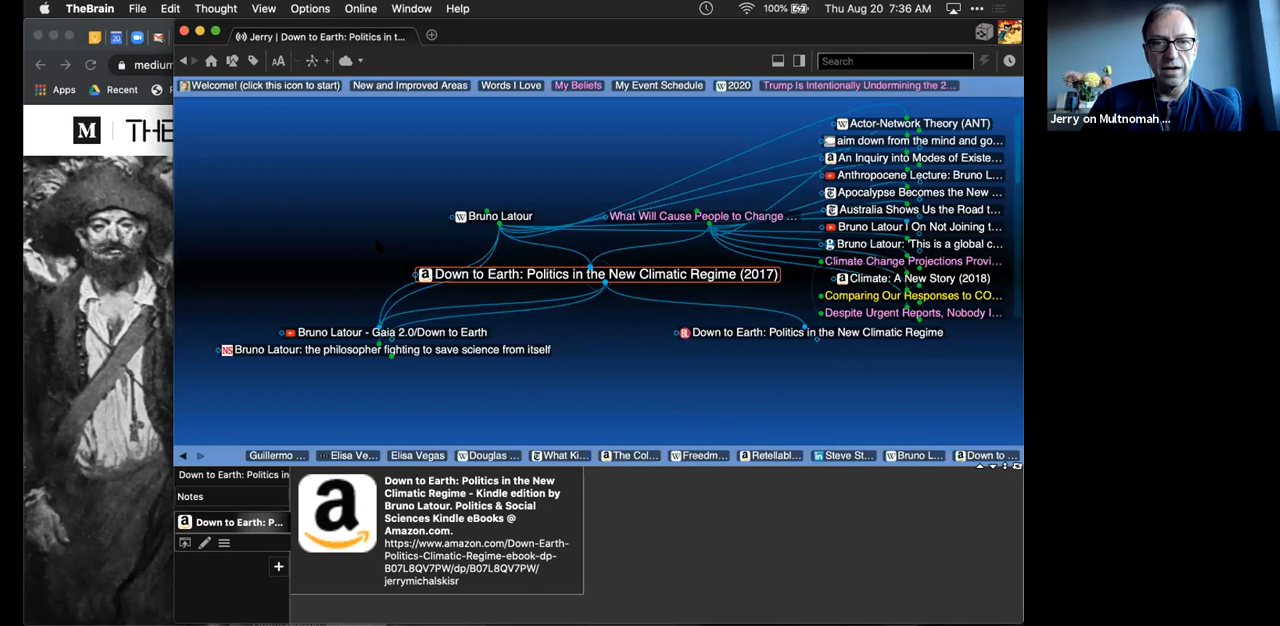 TheBrain File Edit Thought View Options Online Window Help 100% Thu Aug 20 7:36 AM
Jerry | Down to Earth: Politics in t...
medium
Apps Recent
M THE
AA Search
Welcome! (click this icon to start) New and Improved Areas Words I Love My Beliefs My Event Schedule W 2020 Trump Is Intentionally Undermining the 2...
Actor-Network Theory (ANT)
aim down from the mind and go...
An Inquiry into Modes of Existe...
Anthropocene Lecture: Bruno L...
Apocalypse Becomes the New ...
Australia Shows Us the Road t...
Bruno Latour | On Not Joining t...
Bruno Latour: 'This is a global c...
Climate Change Projections Provi...
Climate: A New Story (2018)
Comparing Our Responses to CO...
Despite Urgent Reports, Nobody I...
Bruno Latour
What Will Cause People to Change ...
Down to Earth: Politics in the New Climatic Regime (2017)
Bruno Latour - Gaia 2.0/Down to Earth
Down to Earth: Politics in the New Climatic Regime
NS Bruno Latour: the philosopher fighting to save science from itself
Guillermo ... Elisa Ve... Elisa Vegas Douglas ... What Ki... The Col... Freedm... Retellabl... Steve St... Bruno L... Down to ...
Down to Earth: Politics in
Notes
Down to Earth: P...
Down to Earth: Politics in the New
Climatic Regime - Kindle edition by
Bruno Latour. Politics & Social
Sciences Kindle eBooks @
Amazon.com.
https://www.amazon.com/Down-Earth-
Politics-Climatic-Regime-ebook-dp-
B07L8QV7PW/dp/B07L8QV7PW/
jerrymichalskisr
Jerry on Multnomah ...